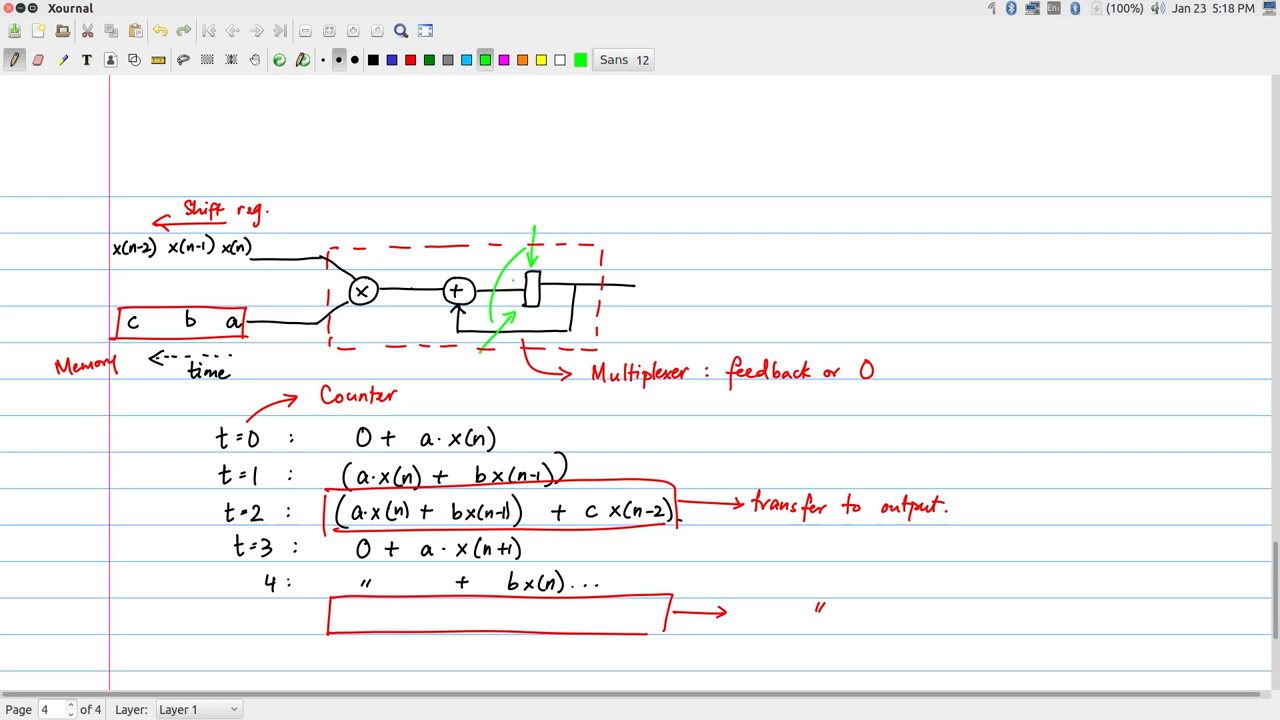 Xournal
(100%) Jan 23 5:18 PM
En
T Sans 12
Shift reg.
x(n-2) x(n-1) x(n)
× +
c b a
Memory
time
Multiplexer : feedback or 0
Counter
t=0 : 0 + a·x(n)
t=1 : (a·x(n) + bx(n-1))
t=2 : (a·x(n) + bx(n-1)) + c x(n-2). transfer to output.
t=3 : 0 + a·x(n+1)
4 : " + bx(n)...
"
Page 4 of 4 Layer: Layer 1